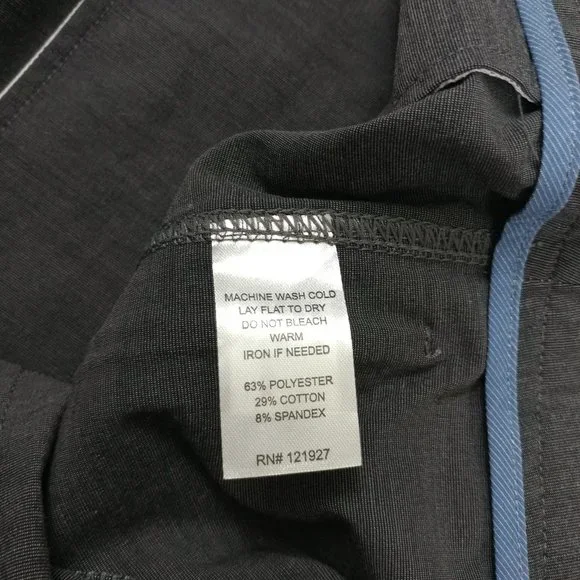 MACHINE WASH COLD
LAY FLAT TO DRY
DO NOT BLEACH
WARM
IRON IF NEEDED
63% POLYESTER
29% COTTON
8% SPANDEX
RN# 121927